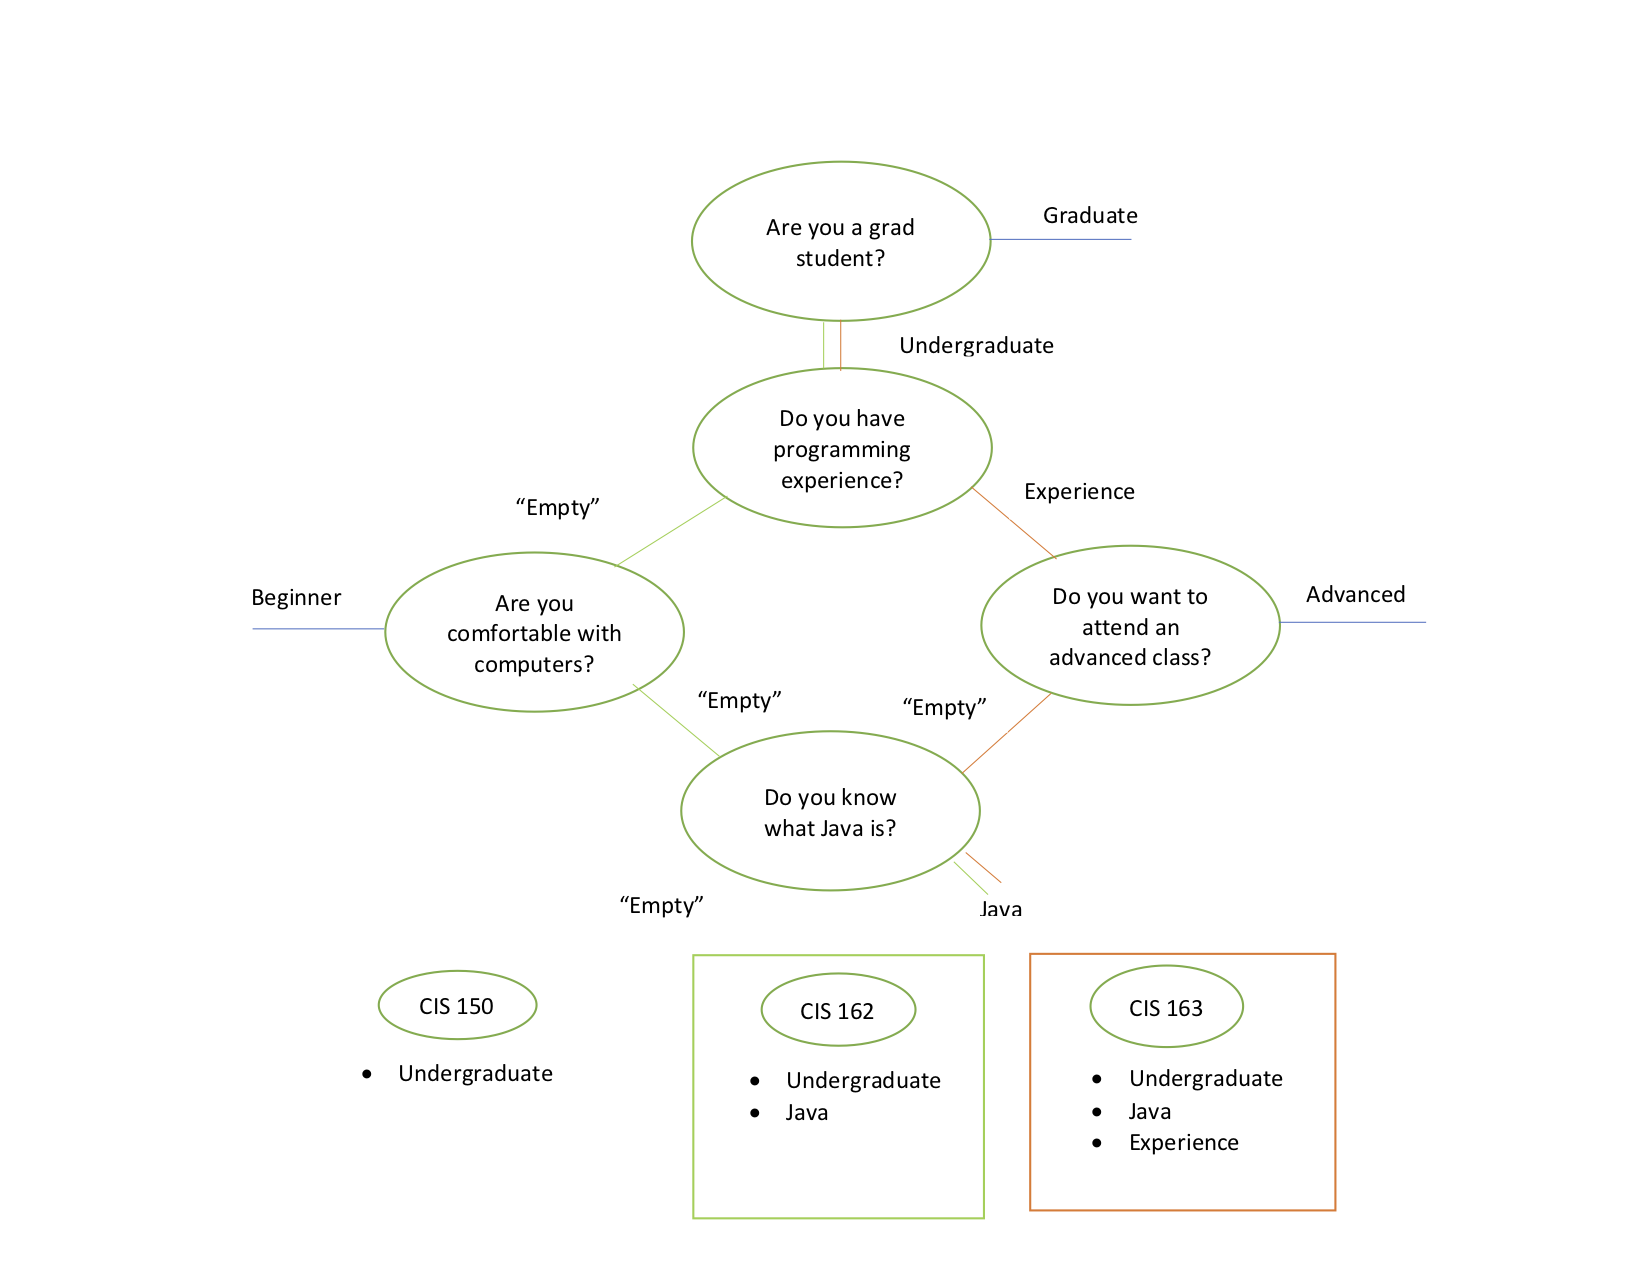 Are you a grad
student?
Graduate
Undergraduate
Do you have
programming
experience?
“Empty”
Experience
Beginner
Are you
comfortable with
computers?
Do you want to
attend an
advanced class?
Advanced
“Empty”
“Empty”
Do you know
what Java is?
“Empty”
Java
CIS 150
• Undergraduate
CIS 162
• Undergraduate
• Java
CIS 163
• Undergraduate
• Java
• Experience